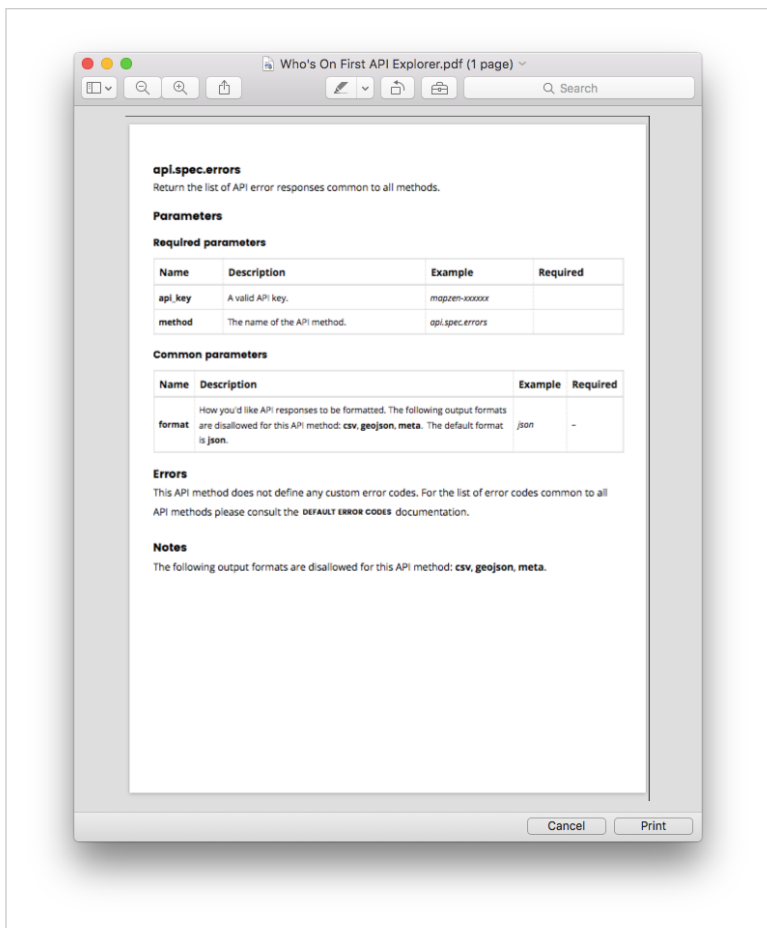 Who's On First API Explorer.pdf (1 page)
Search
api.spec.errors
Return the list of API error responses common to all methods.
Parameters
Required parameters
Name Description Example Required
api_key A valid API key. mapzen-xxxxxx
method The name of the API method. api.spec.errors
Common parameters
Name Description Example Required
How you'd like API responses to be formatted. The following output formats
format are disallowed for this API method: csv, geojson, meta. The default format json –
is json.
Errors
This API method does not define any custom error codes. For the list of error codes common to all
API methods please consult the DEFAULT ERROR CODES documentation.
Notes
The following output formats are disallowed for this API method: csv, geojson, meta.
Cancel Print